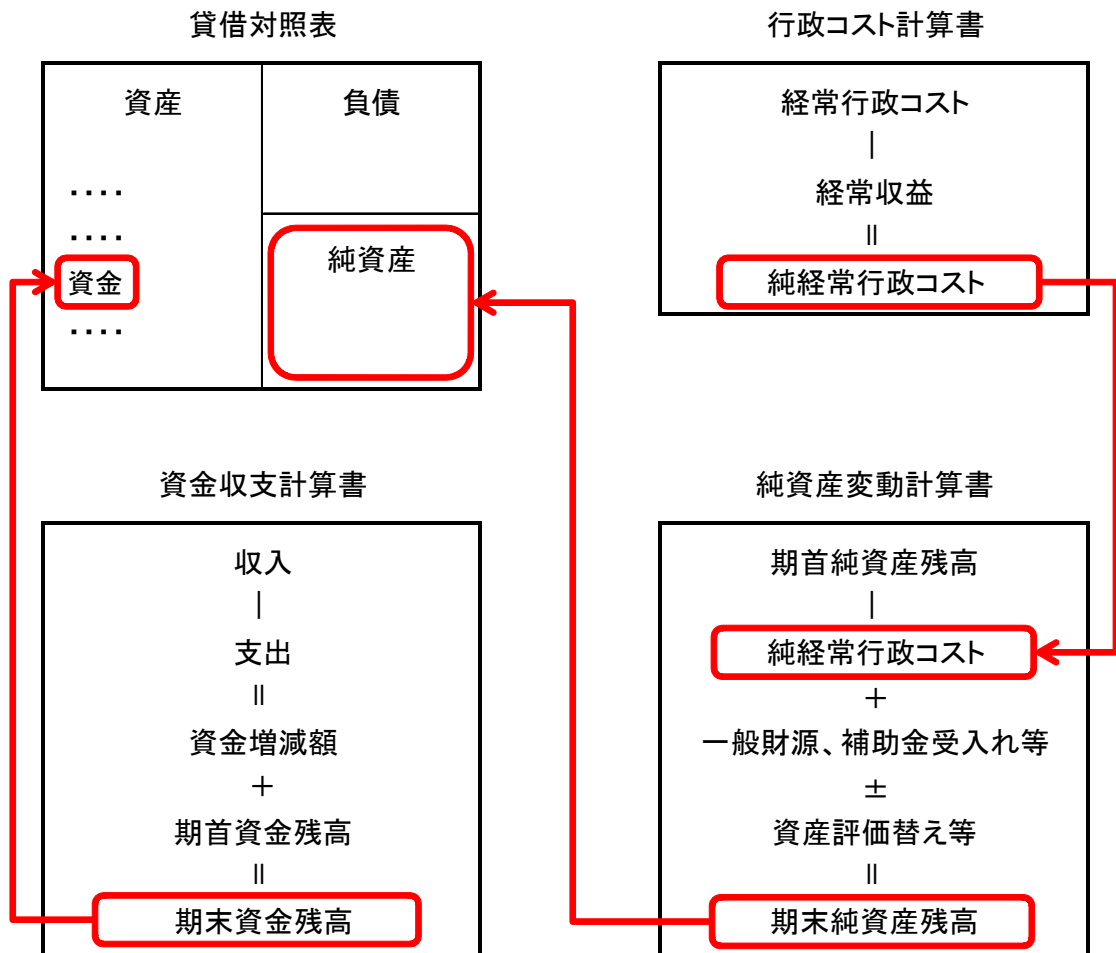 貸借対照表
資産
負債
‥‥
‥‥
資金
‥‥
純資産
行政コスト計算書
経常行政コスト
|
経常収益
॥
純経常行政コスト
資金収支計算書
収入
|
支出
॥
資金増減額
＋
期首資金残高
॥
期末資金残高
純資産変動計算書
期首純資産残高
|
純経常行政コスト
＋
一般財源、補助金受入れ等
±
資産評価替え等
॥
期末純資産残高